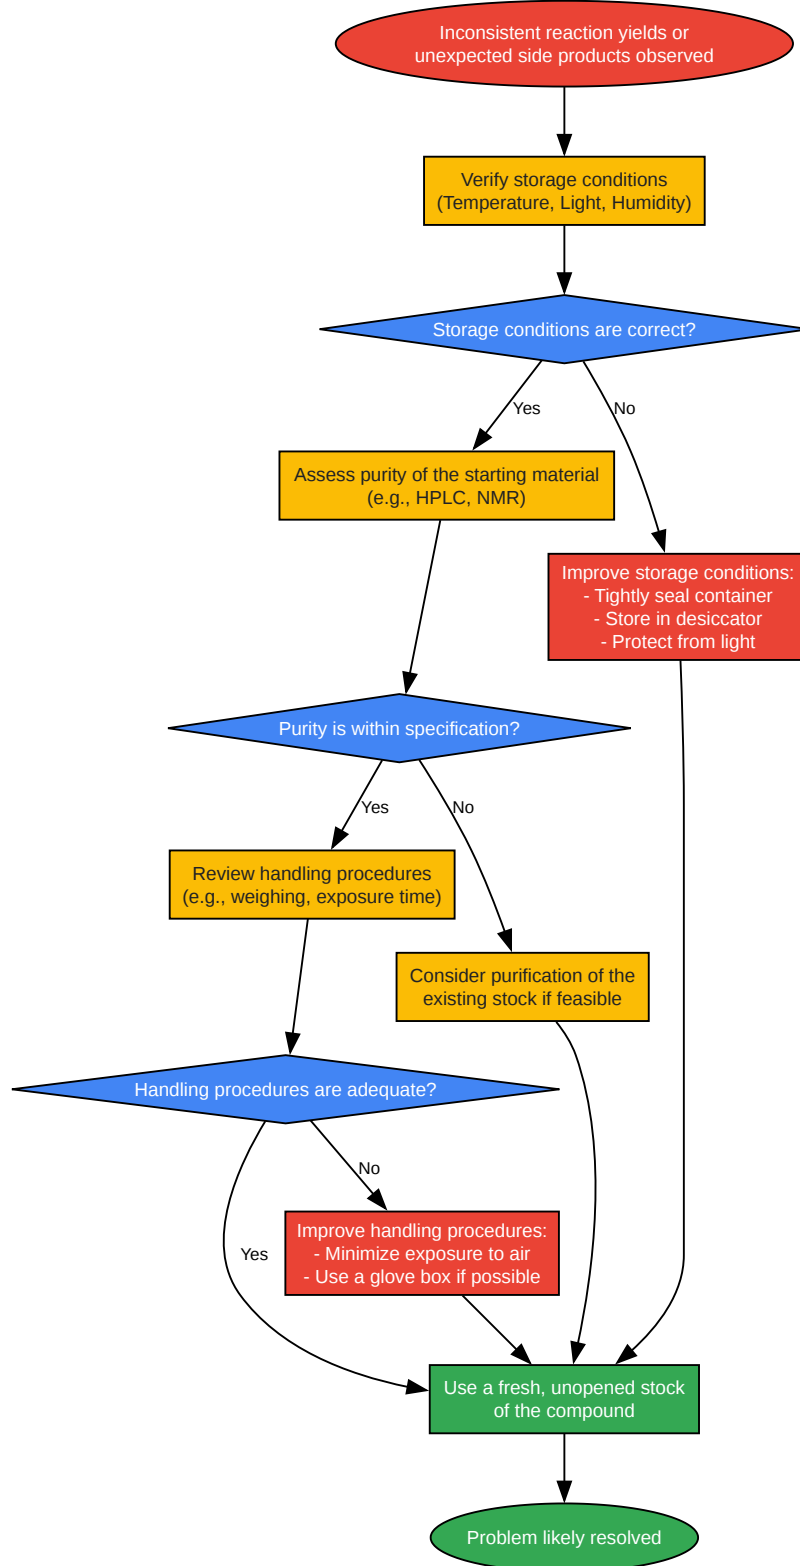 Inconsistent reaction yields or
unexpected side products observed
Verify storage conditions
(Temperature, Light, Humidity)
Storage conditions are correct?
Yes
No
Assess purity of the starting material
(e.g., HPLC, NMR)
Improve storage conditions:
- Tightly seal container
- Store in desiccator
- Protect from light
Purity is within specification?
Yes
No
Review handling procedures
(e.g., weighing, exposure time)
Consider purification of the
existing stock if feasible
Handling procedures are adequate?
No
Yes
Improve handling procedures:
- Minimize exposure to air
- Use a glove box if possible
Use a fresh, unopened stock
of the compound
Problem likely resolved